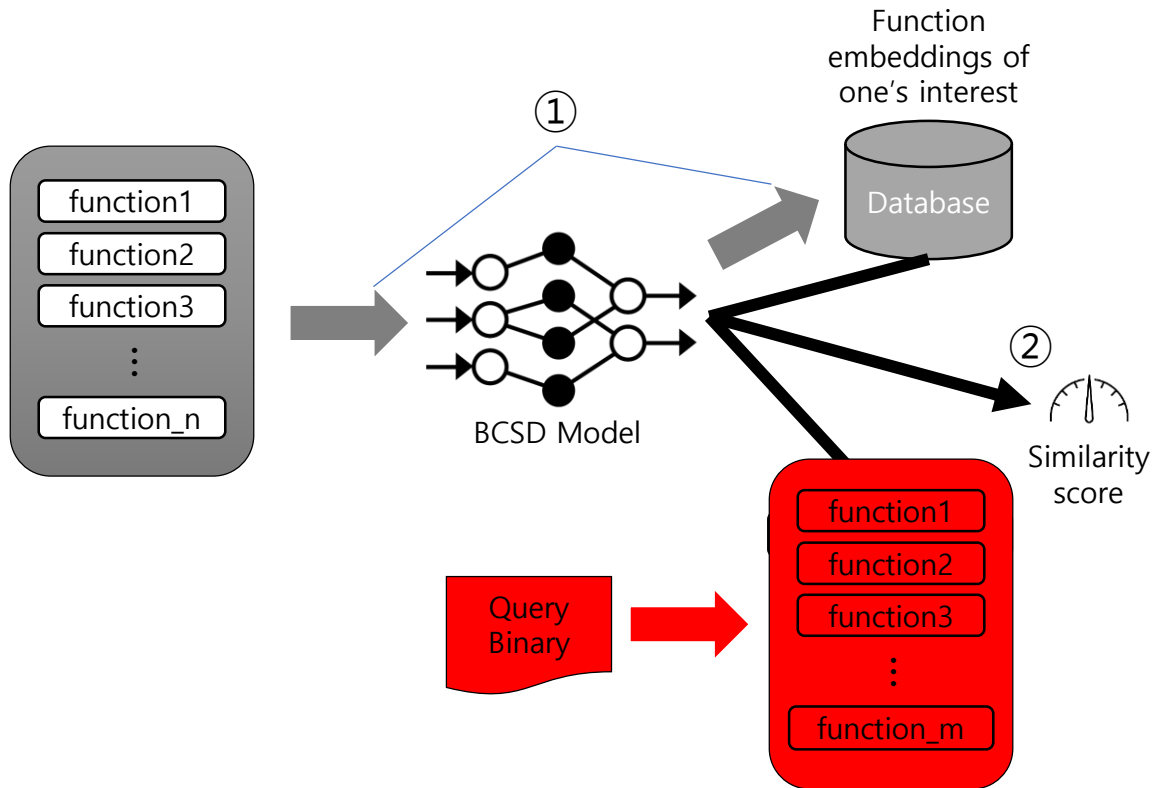 Function
embeddings of
one's interest
①
Database
function1
function2
function3
⋮
function_n
BCSD Model
②
Similarity
score
Query
Binary
function1
function2
function3
⋮
function_m